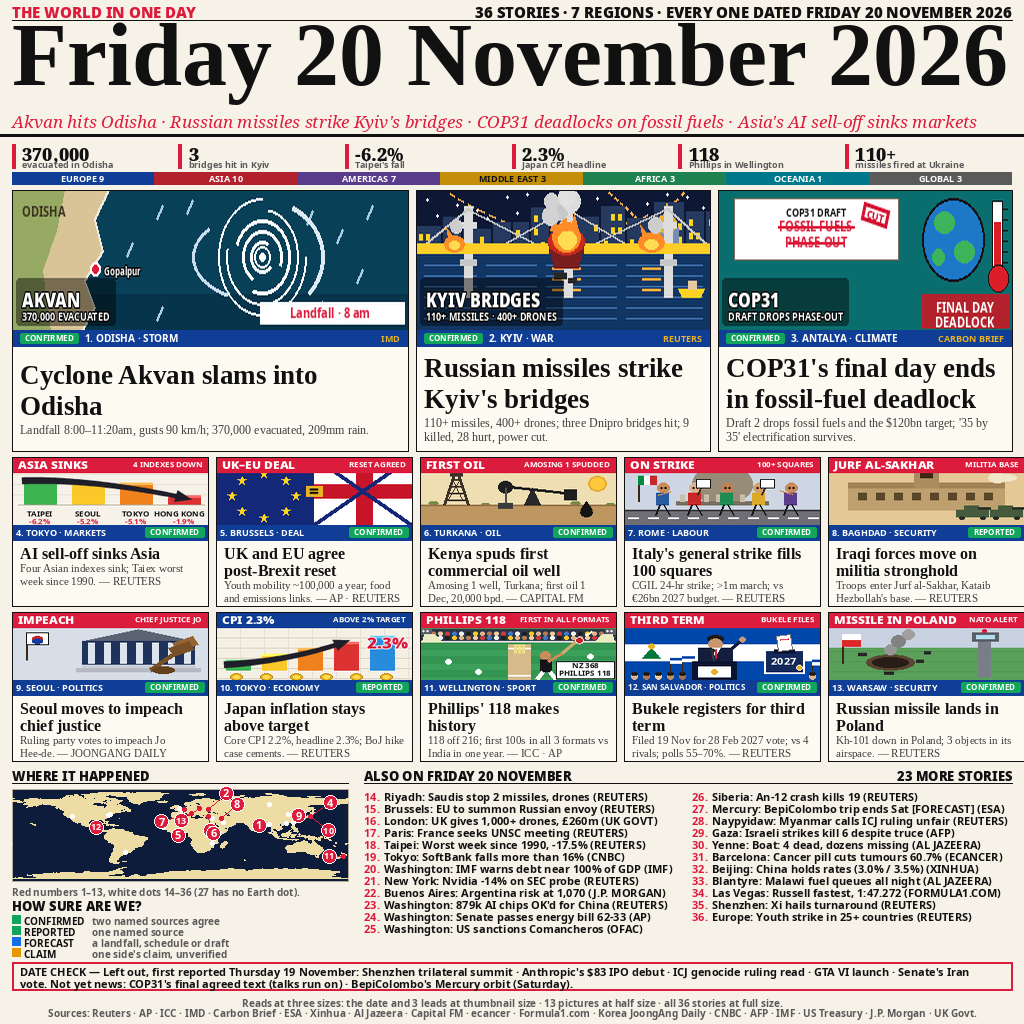 THE WORLD IN ONE DAY
36 STORIES · 7 REGIONS · EVERY ONE DATED FRIDAY 20 NOVEMBER 2026
Friday 20 November 2026
Akvan hits Odisha · Russian missiles strike Kyiv's bridges · COP31 deadlocks on fossil fuels · Asia's AI sell-off sinks markets
370,000
evacuated in Odisha
3
bridges hit in Kyiv
-6.2%
Taipei's fall
2.3%
Japan CPI headline
118
Phillips in Wellington
110+
missiles fired at Ukraine
EUROPE 9
ASIA 10
AMERICAS 7
MIDDLE EAST 3
AFRICA 3
OCEANIA 1
GLOBAL 3
ODISHA
Gopalpur
AKVAN
370,000 EVACUATED
Landfall · 8 am
CONFIRMED 1. ODISHA · STORM IMD
Cyclone Akvan slams into
Odisha
Landfall 8:00–11:20am, gusts 90 km/h; 370,000 evacuated, 209mm rain.
KYIV BRIDGES
110+ MISSILES · 400+ DRONES
CONFIRMED 2. KYIV · WAR REUTERS
Russian missiles strike
Kyiv's bridges
110+ missiles, 400+ drones; three Dnipro bridges hit; 9
killed, 28 hurt, power cut.
COP31 DRAFT
FOSSIL FUELS
PHASE-OUT
CUT
COP31
DRAFT DROPS PHASE-OUT
FINAL DAY
DEADLOCK
CONFIRMED 3. ANTALYA · CLIMATE CARBON BRIEF
COP31's final day ends
in fossil-fuel deadlock
Draft 2 drops fossil fuels and the $120bn target; '35 by
35' electrification survives.
ASIA SINKS 4 INDEXES DOWN
TAIPEI SEOUL TOKYO HONG KONG
-6.2% -5.2% -5.1% -1.9%
4. TOKYO · MARKETS CONFIRMED
AI sell-off sinks Asia
Four Asian indexes sink; Taiex worst
week since 1990. — REUTERS
UK–EU DEAL RESET AGREED
=
5. BRUSSELS · DEAL CONFIRMED
UK and EU agree
post-Brexit reset
Youth mobility ~100,000 a year; food
and emissions links. — AP · REUTERS
FIRST OIL AMOSING 1 SPUDDED
6. TURKANA · OIL CONFIRMED
Kenya spuds first
commercial oil well
Amosing 1 well, Turkana; first oil 1
Dec, 20,000 bpd. — CAPITAL FM
ON STRIKE 100+ SQUARES
7. ROME · LABOUR CONFIRMED
Italy's general strike fills
100 squares
CGIL 24-hr strike; >1m march; vs
€26bn 2027 budget. — REUTERS
JURF AL-SAKHAR MILITIA BASE
8. BAGHDAD · SECURITY REPORTED
Iraqi forces move on
militia stronghold
Troops enter Jurf al-Sakhar, Kataib
Hezbollah's base. — REUTERS
IMPEACH CHIEF JUSTICE JO
9. SEOUL · POLITICS CONFIRMED
Seoul moves to impeach
chief justice
Ruling party votes to impeach Jo
Hee-de. — JOONGANG DAILY
CPI 2.3% ABOVE 2% TARGET
2.3%
10. TOKYO · ECONOMY REPORTED
Japan inflation stays
above target
Core CPI 2.2%, headline 2.3%; BoJ hike
case cements. — REUTERS
PHILLIPS 118 FIRST IN ALL FORMATS
NZ 368
PHILLIPS 118
11. WELLINGTON · SPORT CONFIRMED
Phillips' 118 makes
history
118 off 216; first 100s in all 3 formats vs
India in one year. — ICC · AP
THIRD TERM BUKELE FILES
2027
12. SAN SALVADOR · POLITICS CONFIRMED
Bukele registers for third
term
Filed 19 Nov for 28 Feb 2027 vote; vs 4
rivals; polls 55–70%. — REUTERS
MISSILE IN POLAND NATO ALERT
13. WARSAW · SECURITY CONFIRMED
Russian missile lands in
Poland
Kh-101 down in Poland; 3 objects in its
airspace. — REUTERS
WHERE IT HAPPENED
2
8
4
7 13
9
12
5
6
1
10
11
Red numbers 1–13, white dots 14–36 (27 has no Earth dot).
HOW SURE ARE WE?
CONFIRMED two named sources agree
REPORTED one named source
FORECAST a landfall, schedule or draft
CLAIM one side's claim, unverified
ALSO ON FRIDAY 20 NOVEMBER
23 MORE STORIES
14. Riyadh: Saudis stop 2 missiles, drones (REUTERS)
15. Brussels: EU to summon Russian envoy (REUTERS)
16. London: UK gives 1,000+ drones, £260m (UK GOVT)
17. Paris: France seeks UNSC meeting (REUTERS)
18. Taipei: Worst week since 1990, -17.5% (REUTERS)
19. Tokyo: SoftBank falls more than 16% (CNBC)
20. Washington: IMF warns debt near 100% of GDP (IMF)
21. New York: Nvidia -14% on SEC probe (REUTERS)
22. Buenos Aires: Argentina risk at 1,070 (J.P. MORGAN)
23. Washington: 879k AI chips OK'd for China (REUTERS)
24. Washington: Senate passes energy bill 62-33 (AP)
25. Washington: US sanctions Comancheros (OFAC)
26. Siberia: An-12 crash kills 19 (REUTERS)
27. Mercury: BepiColombo trip ends Sat [FORECAST] (ESA)
28. Naypyidaw: Myanmar calls ICJ ruling unfair (REUTERS)
29. Gaza: Israeli strikes kill 6 despite truce (AFP)
30. Yenne: Boat: 4 dead, dozens missing (AL JAZEERA)
31. Barcelona: Cancer pill cuts tumours 60.7% (ECANCER)
32. Beijing: China holds rates (3.0% / 3.5%) (XINHUA)
33. Blantyre: Malawi fuel queues all night (AL JAZEERA)
34. Las Vegas: Russell fastest, 1:47.272 (FORMULA1.COM)
35. Shenzhen: Xi hails turnaround (REUTERS)
36. Europe: Youth strike in 25+ countries (REUTERS)
DATE CHECK — Left out, first reported Thursday 19 November: Shenzhen trilateral summit · Anthropic's $83 IPO debut · ICJ genocide ruling read · GTA VI launch · Senate's Iran
vote. Not yet news: COP31's final agreed text (talks run on) · BepiColombo's Mercury orbit (Saturday).
Reads at three sizes: the date and 3 leads at thumbnail size · 13 pictures at half size · all 36 stories at full size.
Sources: Reuters · AP · ICC · IMD · Carbon Brief · ESA · Xinhua · Al Jazeera · Capital FM · ecancer · Formula1.com · Korea JoongAng Daily · CNBC · AFP · IMF · US Treasury · J.P. Morgan · UK Govt.